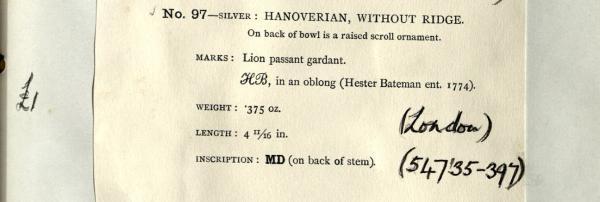 No. 97—SILVER: HANOVERIAN, WITHOUT RIDGE.
On back of bowl is a raised scroll ornament.
MARKS: Lion passant gardant.
HB, in an oblong (Hester Bateman ent. 1774).
WEIGHT: ·375 oz.
LENGTH: 4 11/16 in.
INSCRIPTION: MD (on back of stem).
(London)
(54735-397)
£1